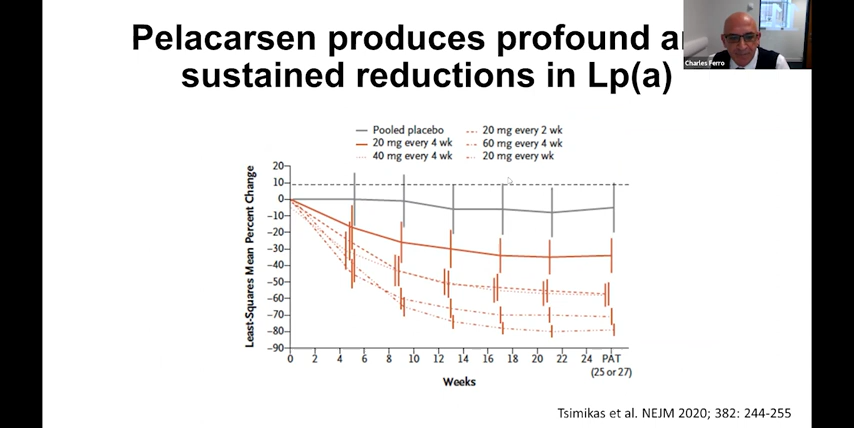 Pelacarsen produces profound a
sustained reductions in Lp(a)
Charles Ferro
Pooled placebo
20 mg every 4 wk
40 mg every 4 wk
20 mg every 2 wk
60 mg every 4 wk
20 mg every wk
Least-Squares Mean Percent Change
20
10
0
−10
−20
−30
−40
−50
−60
−70
−80
−90
0 2 4 6 8 10 12 14 16 18 20 22 24 PAT
(25 or 27)
Weeks
Tsimikas et al. NEJM 2020; 382: 244-255